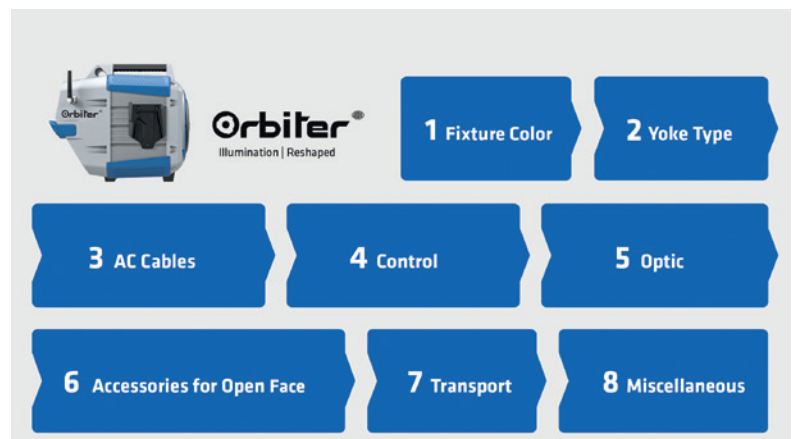 Orbiter
Orbiter
Illumination | Reshaped
1 Fixture Color
2 Yoke Type
3 AC Cables
4 Control
5 Optic
6 Accessories for Open Face
7 Transport
8 Miscellaneous